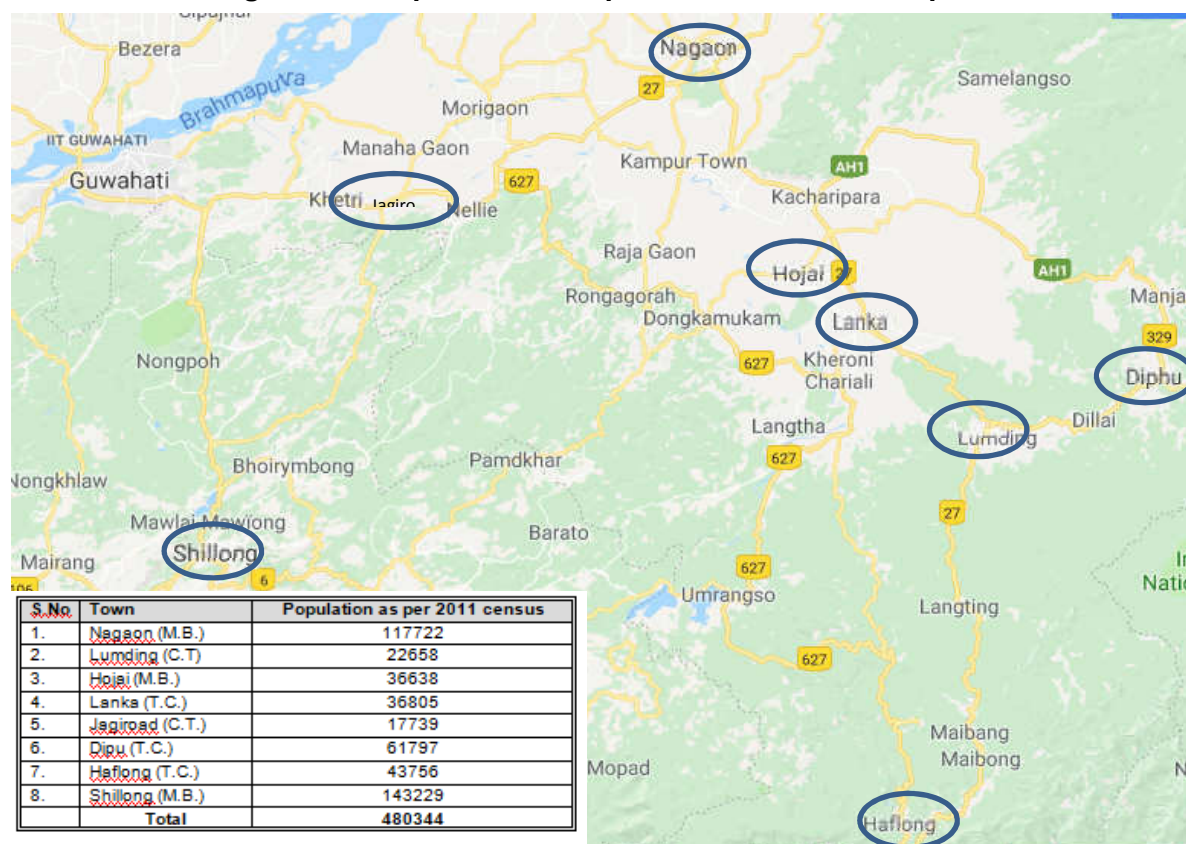 Nagaon
Bezera
Samelangso
27
Brahmapuvra
Morigaon
IIT GUWAHATI
Manaha Gaon
Kampur Town
AH1
Guwahati
627
Khetri
Jagiro
Nellie
Kacharipara
Raja Gaon
Hojai
27
AH1
Rongagorah
Manja
Dongkamukam
Lanka
329
Nongpoh
627
Kheroni
Chariali
Diphu
Langtha
Dillai
Lumding
Bhoirymbong
Pamdkhar
627
Nongkhlaw
27
Mawlai Mawiong
Barato
Shillong
Mairang
6
106
627
Umrangso
Langting
Nati
627
Maibang
Maibong
Mopad
N
Haflong
S.No. Town Population as per 2011 census
1. Nagaon (M.B.) 117722
2. Lumding (C.T) 22658
3. Hojai (M.B.) 36638
4. Lanka (T.C.) 36805
5. Jagiroad (C.T.) 17739
6. Dipu (T.C.) 61797
7. Haflong (T.C.) 43756
8. Shillong (M.B.) 143229
Total 480344